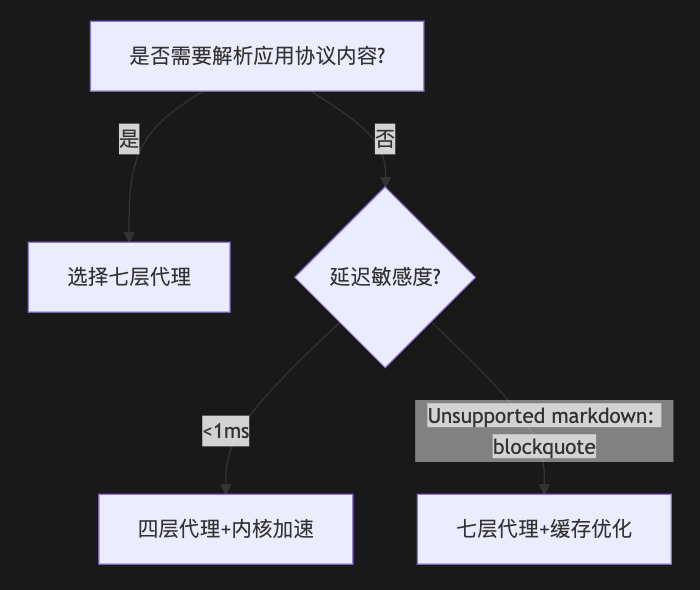 是否需要解析应用协议内容?
是
否
选择七层代理
延迟敏感度?
<1ms
Unsupported markdown:
blockquote
四层代理+内核加速
七层代理+缓存优化